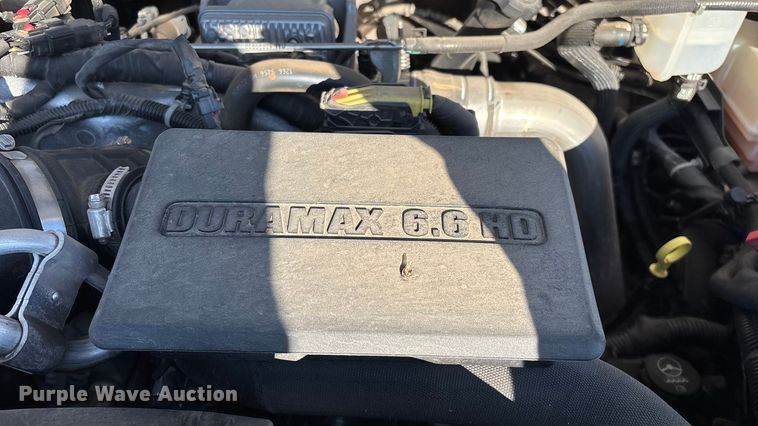 DURAMAX 6.6 HD
Purple Wave Auction